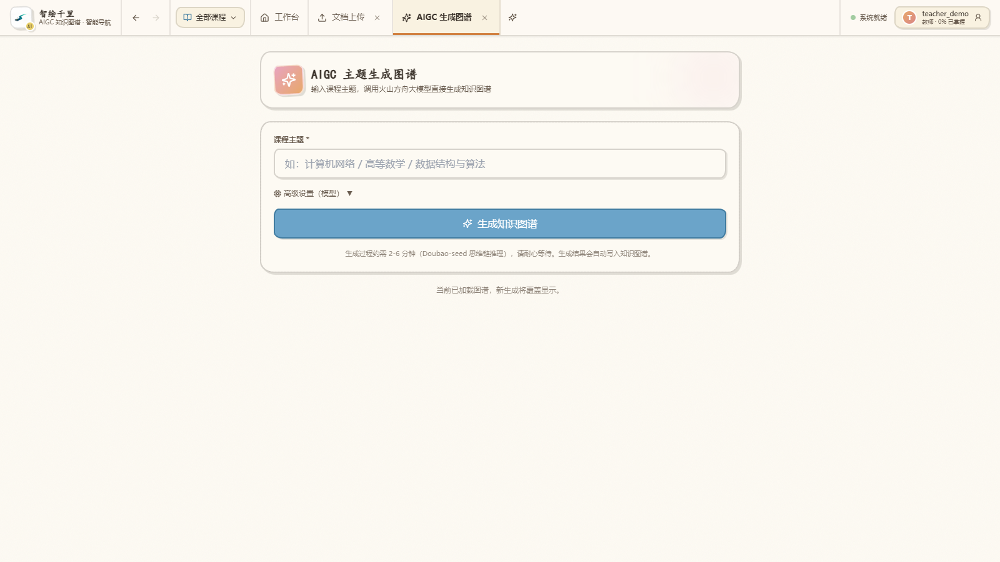 智绘千里
AIGC 知识图谱 · 智能导航
AI
全部课程
工作台
文档上传
AIGC 生成图谱
系统就绪
T
teacher_demo
教师 · 0% 已掌握
AIGC 主题生成图谱
输入课程主题，调用火山方舟大模型直接生成知识图谱
课程主题 *
如：计算机网络 / 高等数学 / 数据结构与算法
高级设置（模型） ▼
生成知识图谱
生成过程约需 2-6 分钟（Doubao-seed 思维链推理），请耐心等待。生成结果会自动写入知识图谱。
当前已加载图谱，新生成将覆盖显示。